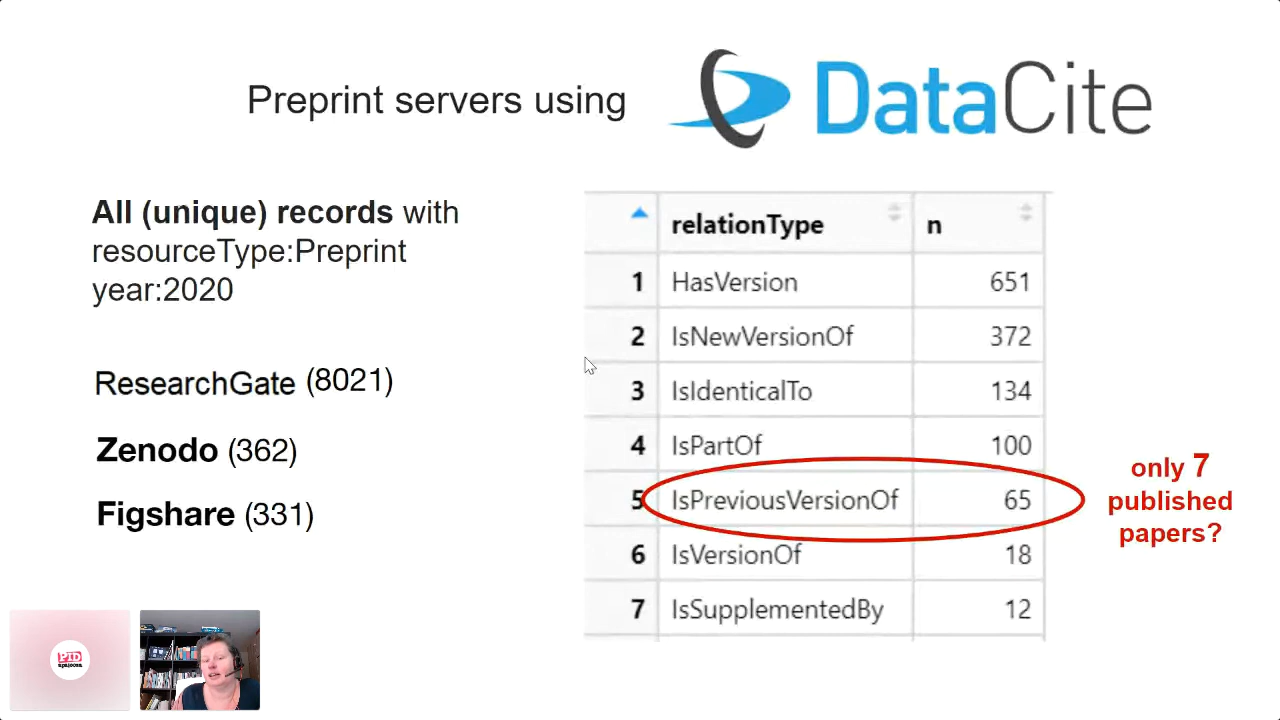 Preprint servers using
DataCite
All (unique) records with
resourceType:Preprint
year:2020
ResearchGate (8021)
Zenodo (362)
Figshare (331)
relationType n
1 HasVersion 651
2 IsNewVersionOf 372
3 IsIdenticalTo 134
4 IsPartOf 100
5 IsPreviousVersionOf 65
6 IsVersionOf 18
7 IsSupplementedBy 12
only 7
published
papers?
PID
apalooza